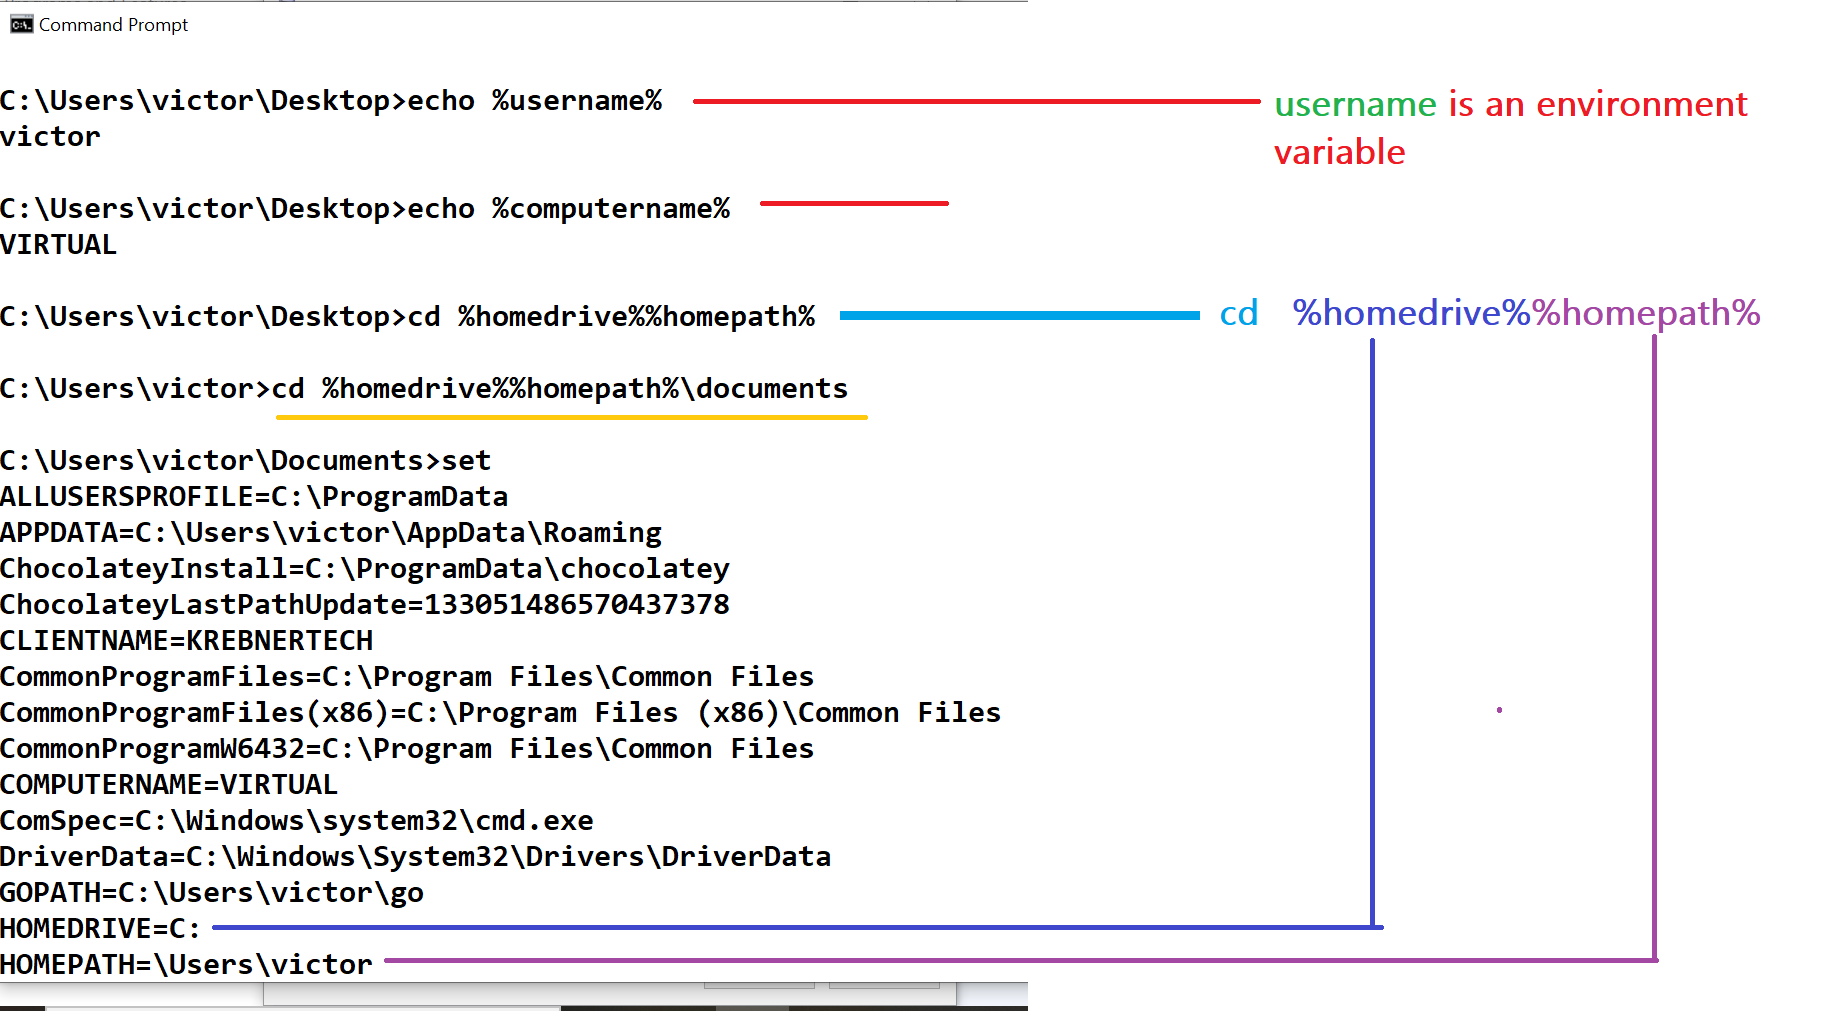 Command Prompt
C:\Users\victor\Desktop>echo %username%
username is an environment
victor
variable
C:\Users\victor\Desktop>echo %computername%
VIRTUAL
C:\Users\victor\Desktop>cd %homedrive%%homepath%
cd %homedrive%%homepath%
C:\Users\victor>cd %homedrive%%homepath%\documents
C:\Users\victor\Documents>set
ALLUSERSPROFILE=C:\ProgramData
APPDATA=C:\Users\victor\AppData\Roaming
ChocolateyInstall=C:\ProgramData\chocolatey
ChocolateyLastPathUpdate=133051486570437378
CLIENTNAME=KREBNERTECH
CommonProgramFiles=C:\Program Files\Common Files
CommonProgramFiles(x86)=C:\Program Files (x86)\Common Files
CommonProgramW6432=C:\Program Files\Common Files
COMPUTERNAME=VIRTUAL
ComSpec=C:\Windows\system32\cmd.exe
DriverData=C:\Windows\System32\Drivers\DriverData
GOPATH=C:\Users\victor\go
HOMEDRIVE=C:
HOMEPATH=\Users\victor